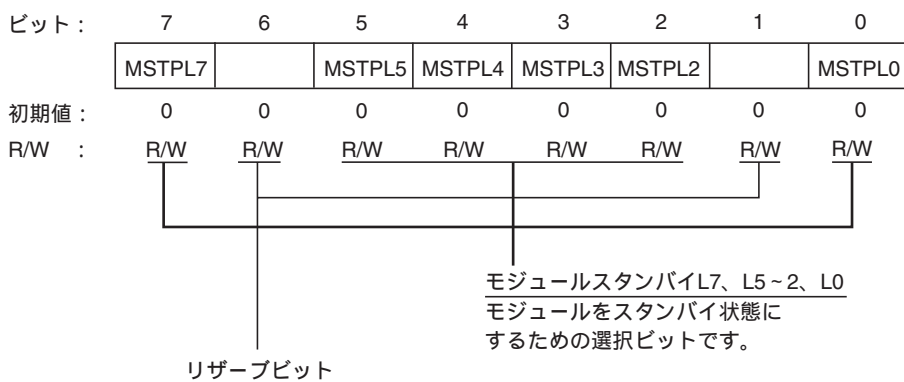 ビット： 7 6 5 4 3 2 1 0
MSTPL7 MSTPL5 MSTPL4 MSTPL3 MSTPL2 MSTPL0
初期値： 0 0 0 0 0 0 0 0
R/W ： R/W R/W R/W R/W R/W R/W R/W R/W
モジュールスタンバイL7、L5～2、L0
モジュールをスタンバイ状態に
するための選択ビットです。
リザーブビット